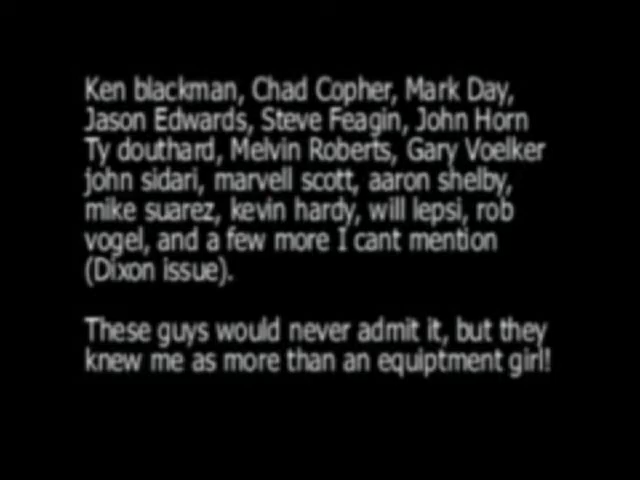 Ken blackman, Chad Copher, Mark Day,
Jason Edwards, Steve Feagin, John Horn
Ty douthard, Melvin Roberts, Gary Voelker
john sidari, marvell scott, aaron shelby,
mike suarez, kevin hardy, will lepsi, rob
vogel, and a few more I cant mention
(Dixon issue).
These guys would never admit it, but they
knew me as more than an equiptment girl!